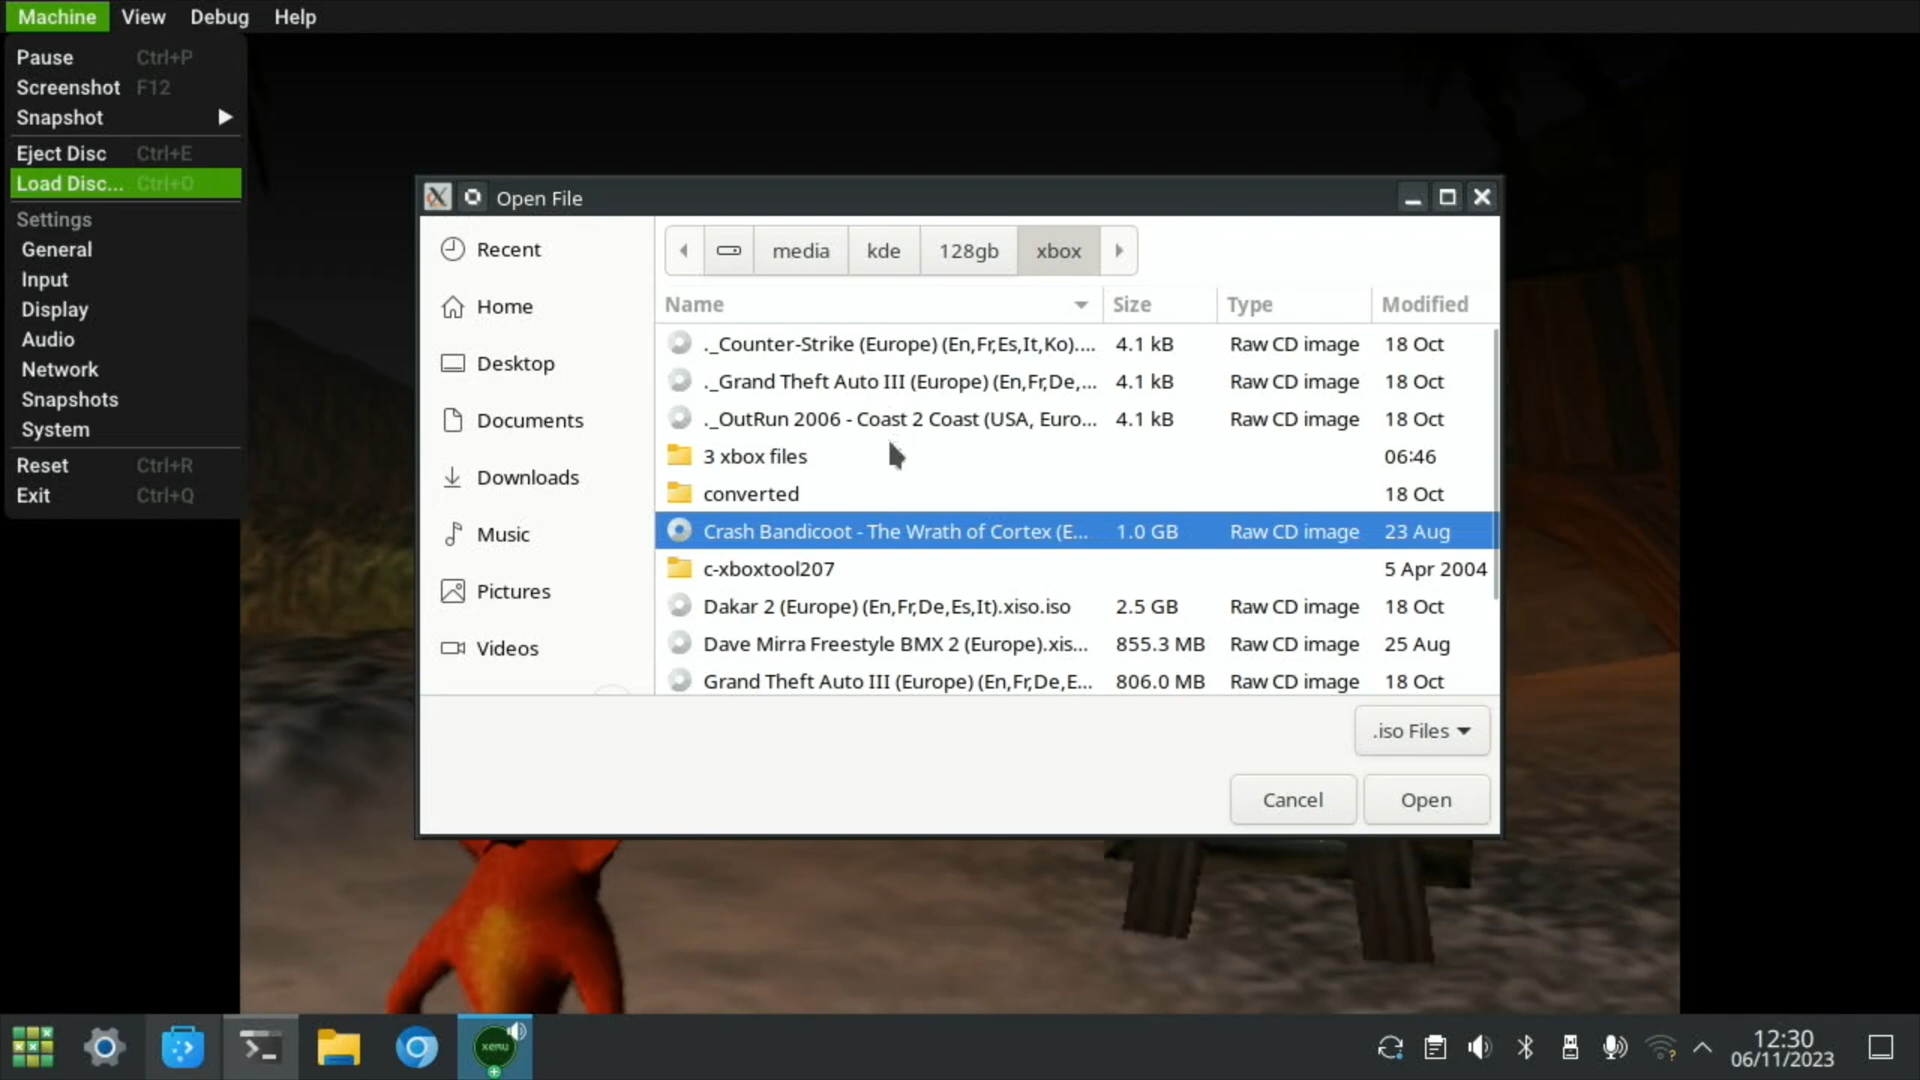 Machine View Debug Help
Pause Ctrl+P
Screenshot F12
Snapshot
Eject Disc Ctrl+E
Load Disc... Ctrl+O
Settings
General
Input
Display
Audio
Network
Snapshots
System
Reset Ctrl+R
Exit Ctrl+Q
Open File
Recent
Home
Desktop
Documents
Downloads
Music
Pictures
Videos
media kde 128gb xbox
Name Size Type Modified
._Counter-Strike (Europe) (En,Fr,Es,It,Ko).... 4.1 kB Raw CD image 18 Oct
._Grand Theft Auto III (Europe) (En,Fr,De,... 4.1 kB Raw CD image 18 Oct
._OutRun 2006 - Coast 2 Coast (USA, Euro... 4.1 kB Raw CD image 18 Oct
3 xbox files 06:46
converted 18 Oct
Crash Bandicoot - The Wrath of Cortex (E... 1.0 GB Raw CD image 23 Aug
c-xboxtool207 5 Apr 2004
Dakar 2 (Europe) (En,Fr,De,Es,It).xiso.iso 2.5 GB Raw CD image 18 Oct
Dave Mirra Freestyle BMX 2 (Europe).xis... 855.3 MB Raw CD image 25 Aug
Grand Theft Auto III (Europe) (En,Fr,De,E... 806.0 MB Raw CD image 18 Oct
.iso Files
Cancel Open
xemu
12:30
06/11/2023